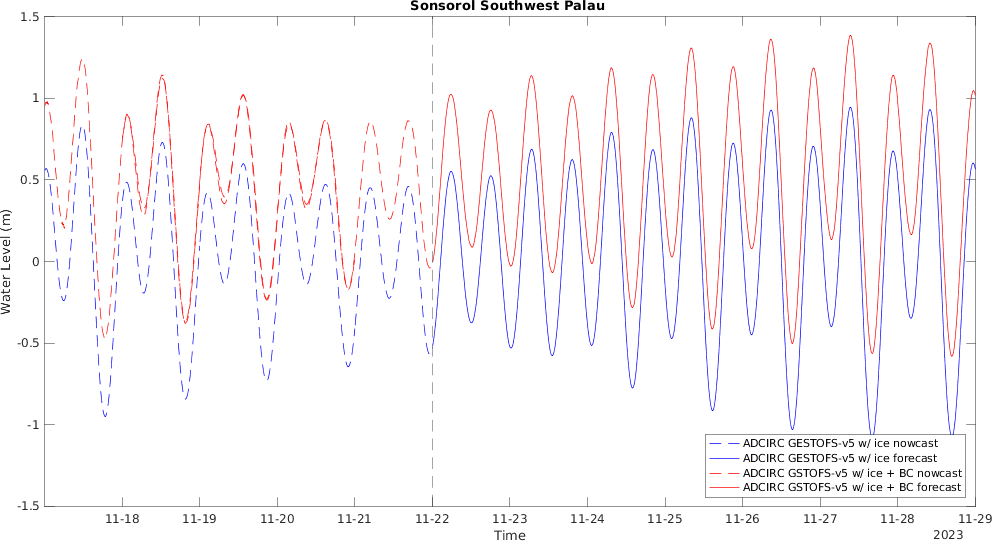 Sonsorol Southwest Palau
1.5
1
0.5
0
-0.5
-1
-1.5
Water Level (m)
ADCIRC GESTOFS-v5 w/ ice nowcast
ADCIRC GESTOFS-v5 w/ ice forecast
ADCIRC GSTOFS-v5 w/ ice + BC nowcast
ADCIRC GSTOFS-v5 w/ ice + BC forecast
11-18 11-19 11-20 11-21 11-22 11-23 11-24 11-25 11-26 11-27 11-28 11-29
Time
2023